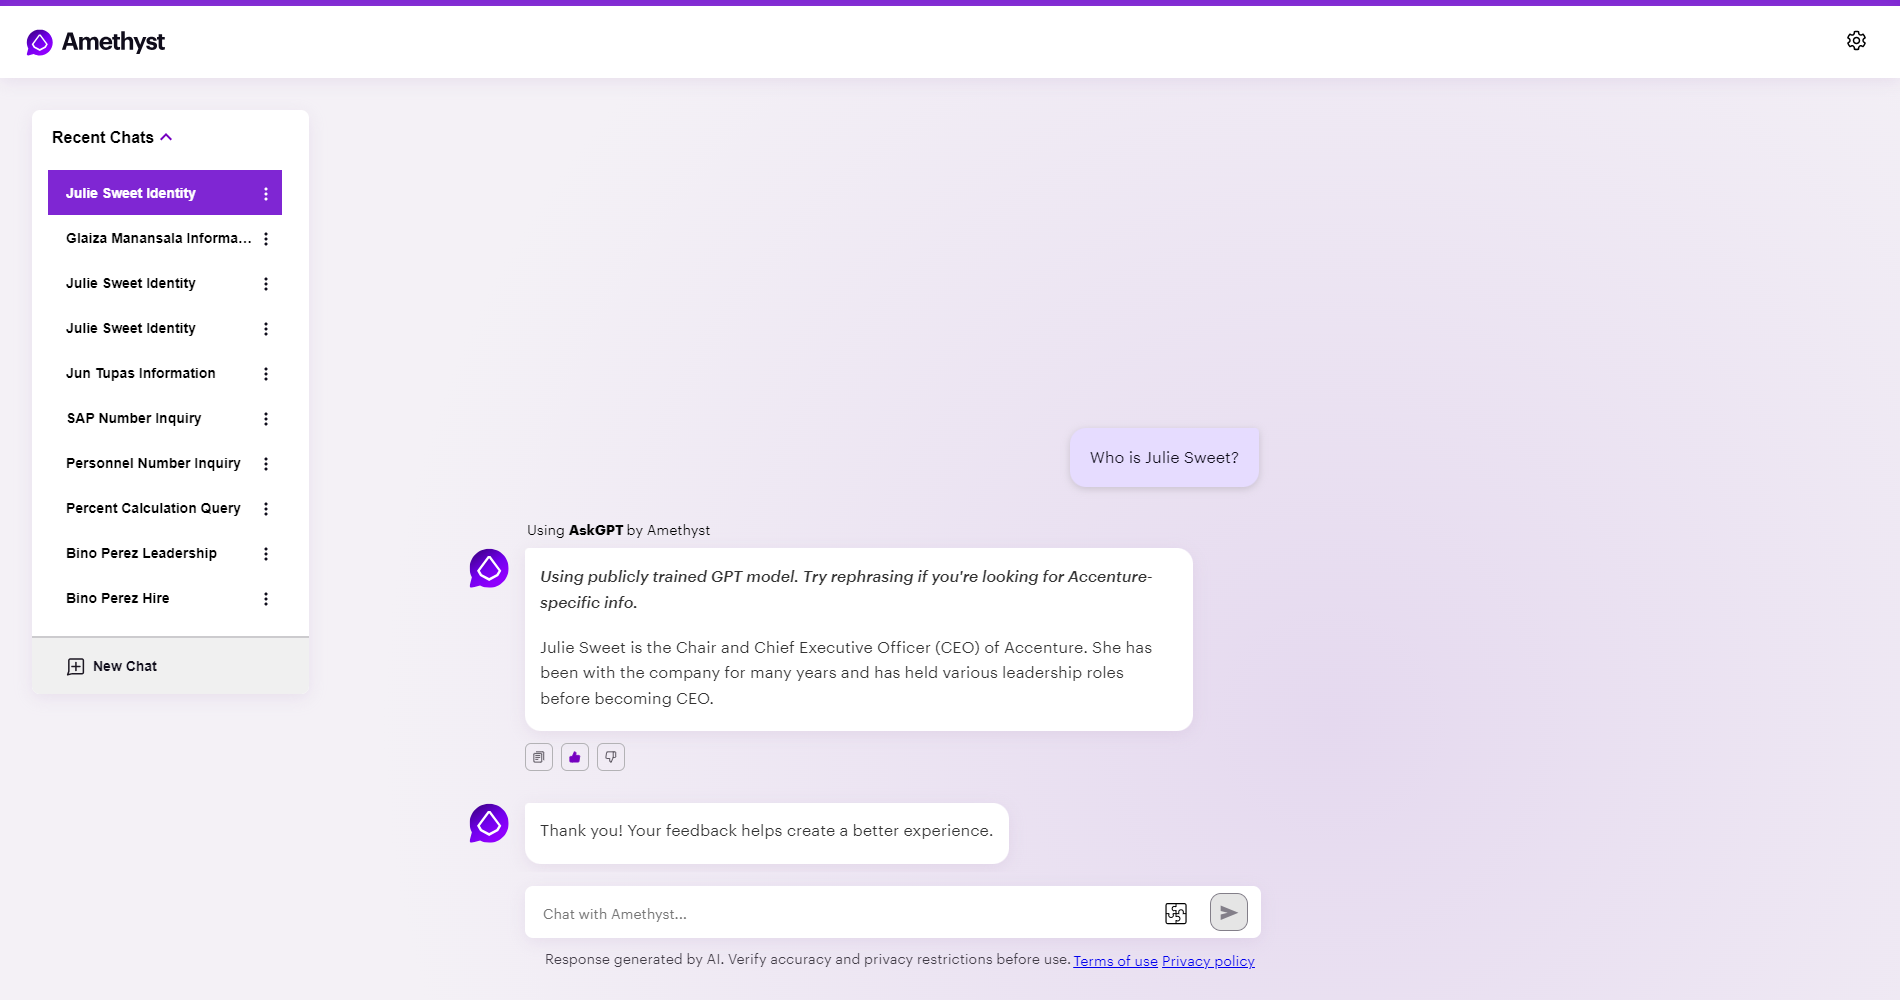 Amethyst
Recent Chats
Julie Sweet Identity
Glaiza Manansala Informa...
Julie Sweet Identity
Julie Sweet Identity
Jun Tupas Information
SAP Number Inquiry
Personnel Number Inquiry
Percent Calculation Query
Bino Perez Leadership
Bino Perez Hire
New Chat
Who is Julie Sweet?
Using AskGPT by Amethyst
Using publicly trained GPT model. Try rephrasing if you're looking for Accenture-
specific info.
Julie Sweet is the Chair and Chief Executive Officer (CEO) of Accenture. She has
been with the company for many years and has held various leadership roles
before becoming CEO.
Thank you! Your feedback helps create a better experience.
Chat with Amethyst...
Response generated by AI. Verify accuracy and privacy restrictions before use. Terms of use Privacy policy